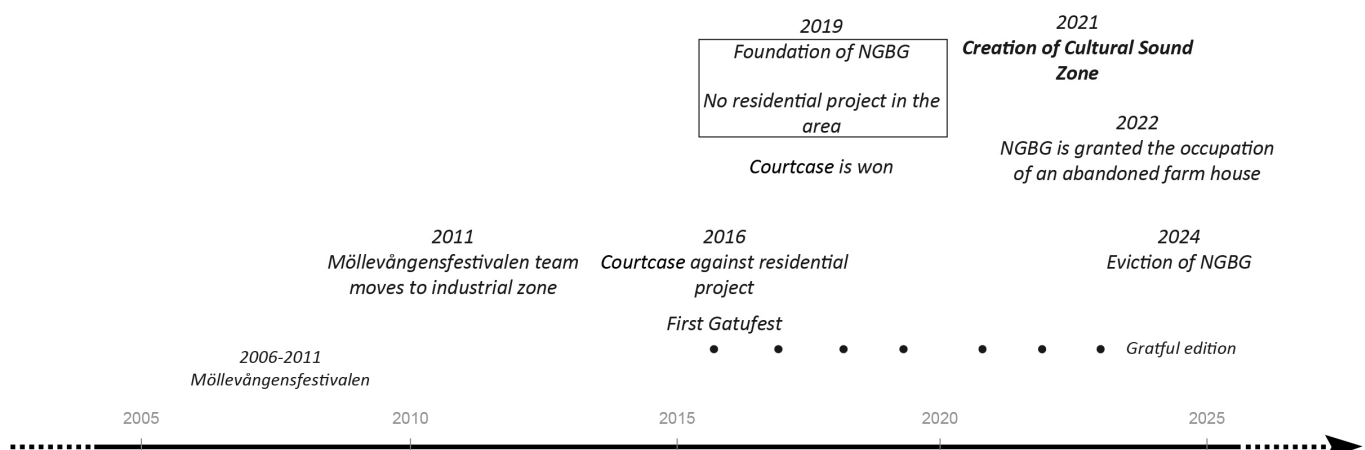 2019
Foundation of NGBG
No residential project in the
area
Courtcase is won
2021
Creation of Cultural Sound
Zone
2022
NGBG is granted the occupation
of an abandoned farm house
2011
Möllevångensfestivalen team
moves to industrial zone
2016
Courtcase against residential
project
2024
Eviction of NGBG
First Gatufest
Gratful edition
2006-2011
Möllevångensfestivalen
2005
2010
2015
2020
2025